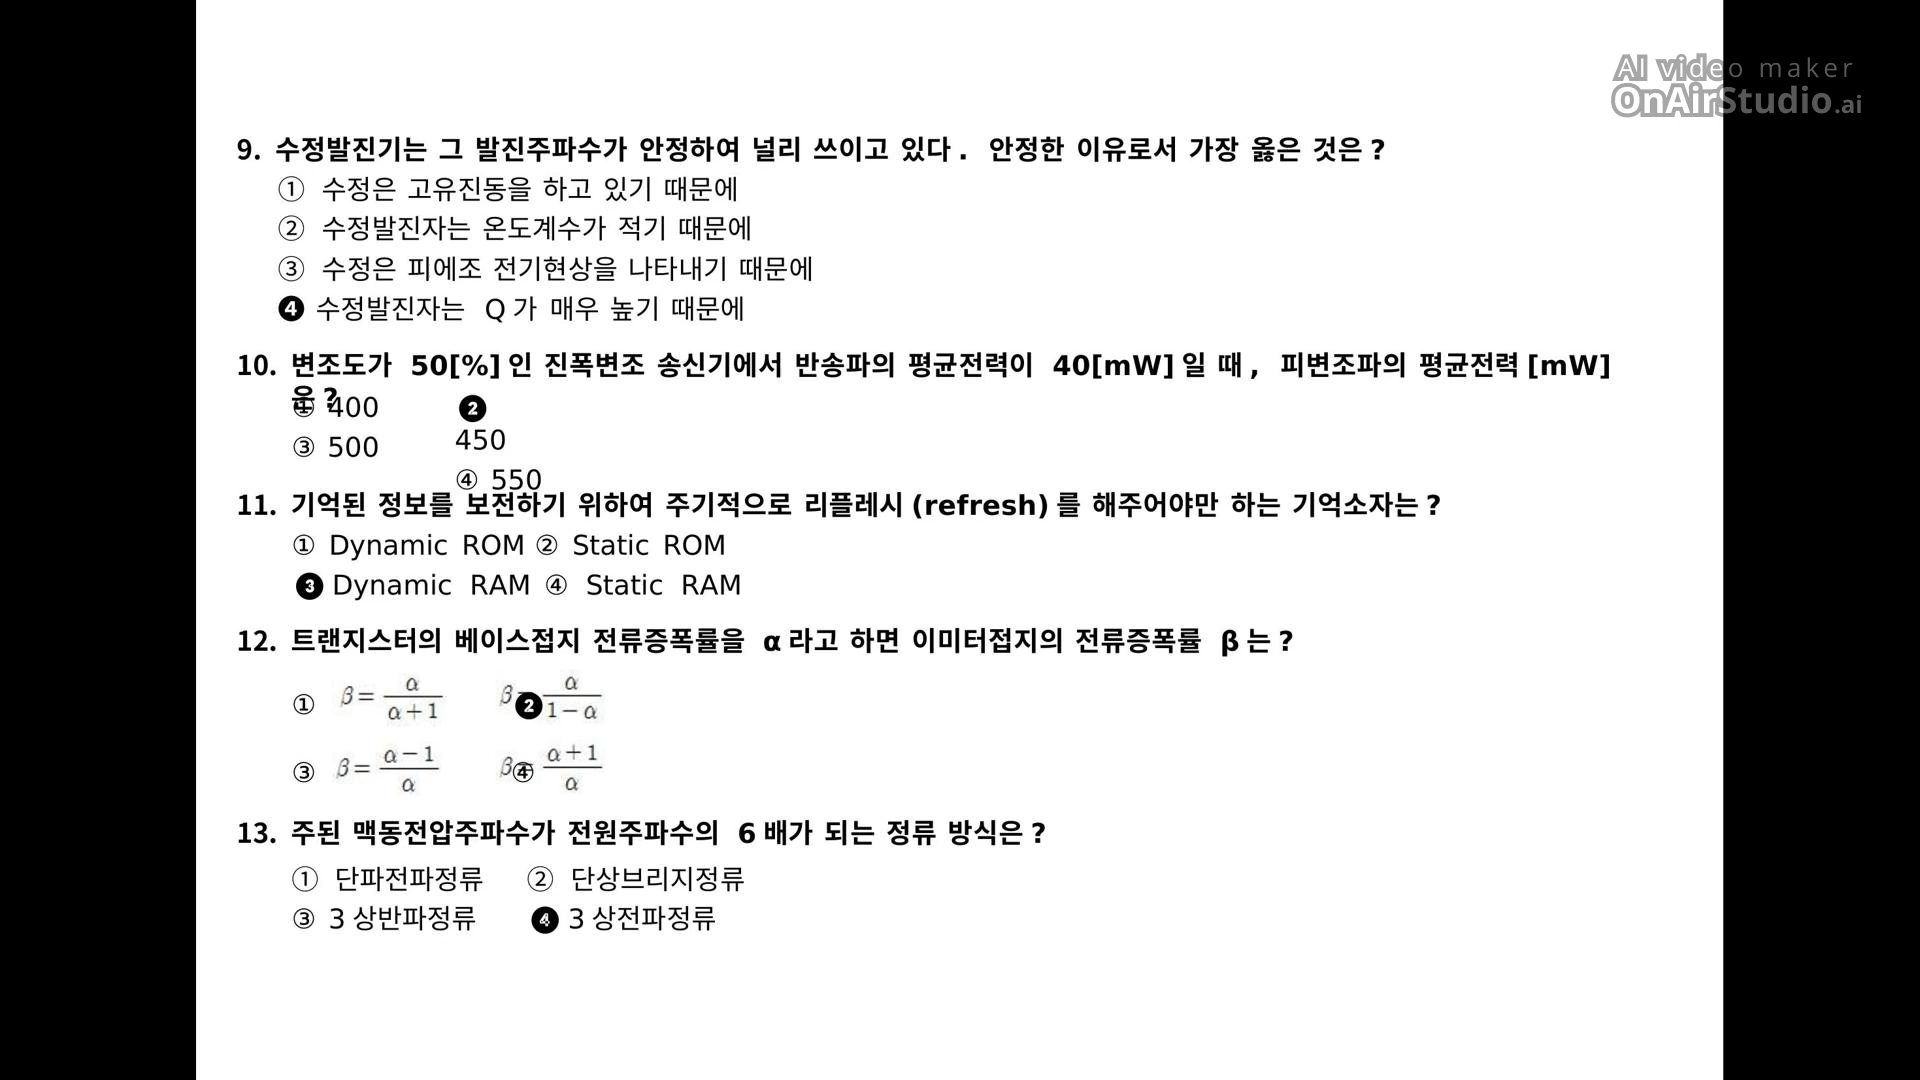 AI video maker
OnAirStudio.ai
9. 수정발진기는 그 발진주파수가 안정하여 널리 쓰이고 있다. 안정한 이유로서 가장 옳은 것은?
① 수정은 고유진동을 하고 있기 때문에
② 수정발진자는 온도계수가 적기 때문에
③ 수정은 피에조 전기현상을 나타내기 때문에
❹ 수정발진자는 Q가 매우 높기 때문에
10. 변조도가 50[%]인 진폭변조 송신기에서 반송파의 평균전력이 40[mW]일 때, 피변조파의 평균전력[mW]
은?
① 400 ❷
450
③ 500
④ 550
11. 기억된 정보를 보전하기 위하여 주기적으로 리플레시(refresh)를 해주어야만 하는 기억소자는?
① Dynamic ROM ② Static ROM
❸ Dynamic RAM ④ Static RAM
12. 트랜지스터의 베이스접지 전류증폭률을 α라고 하면 이미터접지의 전류증폭률 β는?
① β = α / (α + 1) ❷ β = α / (1 − α)
③ β = (α − 1) / α ④ β = (α + 1) / α
13. 주된 맥동전압주파수가 전원주파수의 6배가 되는 정류 방식은?
① 단파전파정류 ② 단상브리지정류
③ 3상반파정류 ❹ 3상전파정류